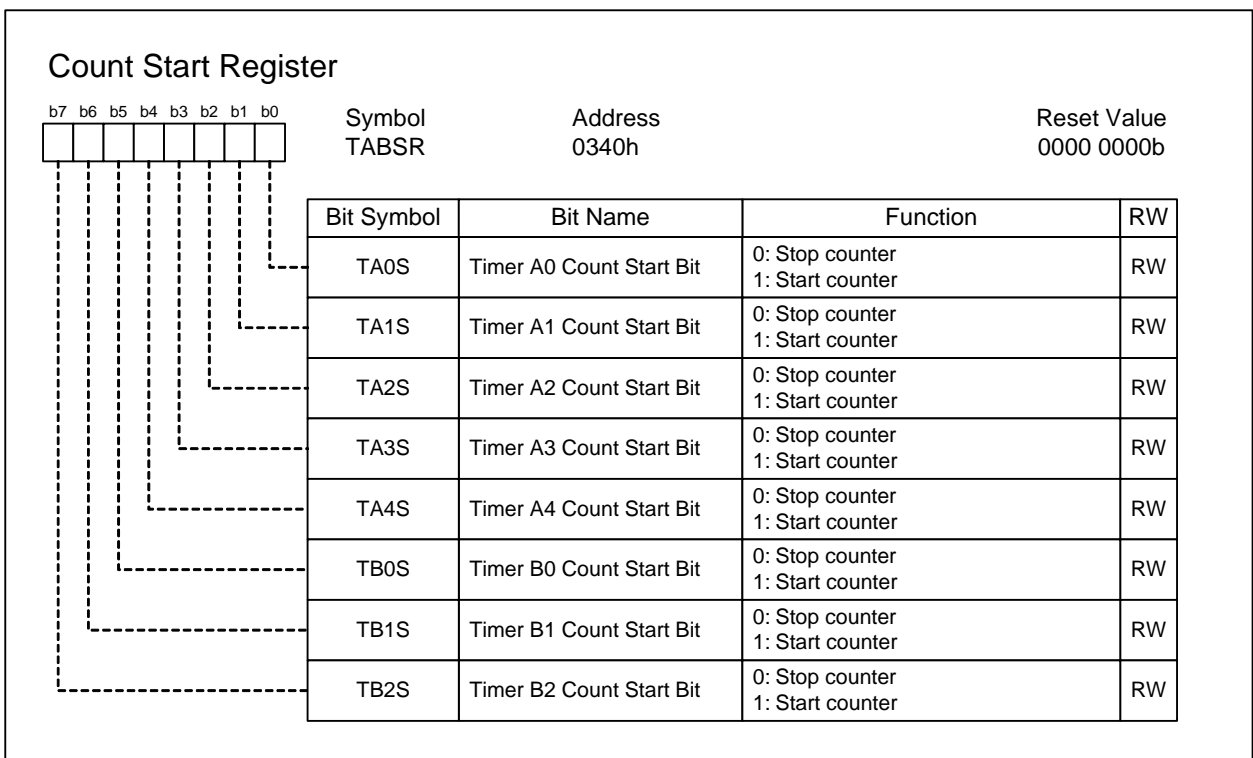 Count Start Register
b7 b6 b5 b4 b3 b2 b1 b0
Symbol Address Reset Value
TABSR 0340h 0000 0000b
Bit Symbol Bit Name Function RW
TA0S Timer A0 Count Start Bit 0: Stop counter
1: Start counter RW
TA1S Timer A1 Count Start Bit 0: Stop counter
1: Start counter RW
TA2S Timer A2 Count Start Bit 0: Stop counter
1: Start counter RW
TA3S Timer A3 Count Start Bit 0: Stop counter
1: Start counter RW
TA4S Timer A4 Count Start Bit 0: Stop counter
1: Start counter RW
TB0S Timer B0 Count Start Bit 0: Stop counter
1: Start counter RW
TB1S Timer B1 Count Start Bit 0: Stop counter
1: Start counter RW
TB2S Timer B2 Count Start Bit 0: Stop counter
1: Start counter RW